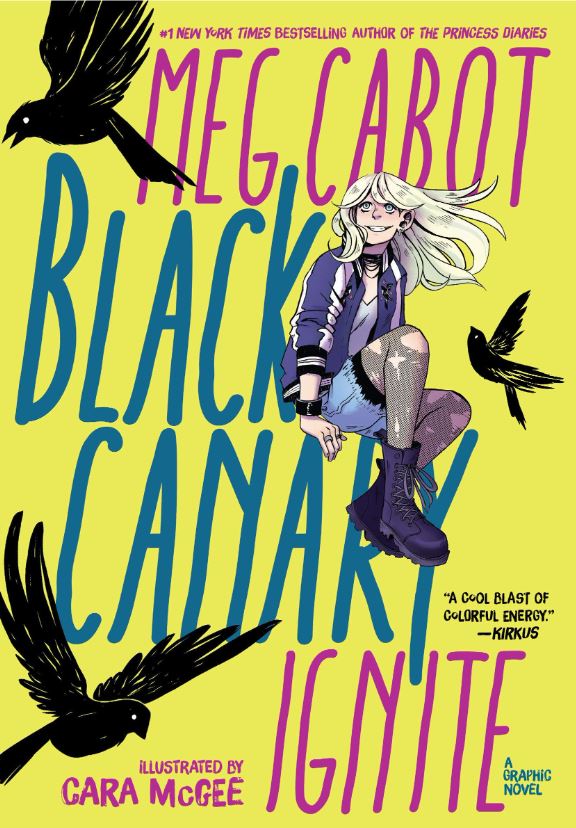 #1 NEW YORK TIMES BESTSELLING AUTHOR OF THE PRINCESS DIARIES
MEG CABOT
BLACK
CANARY
IGNITE
"A COOL BLAST OF
COLORFUL ENERGY."
—KIRKUS
ILLUSTRATED BY
CARA McGEE
A
GRAPHIC
NOVEL